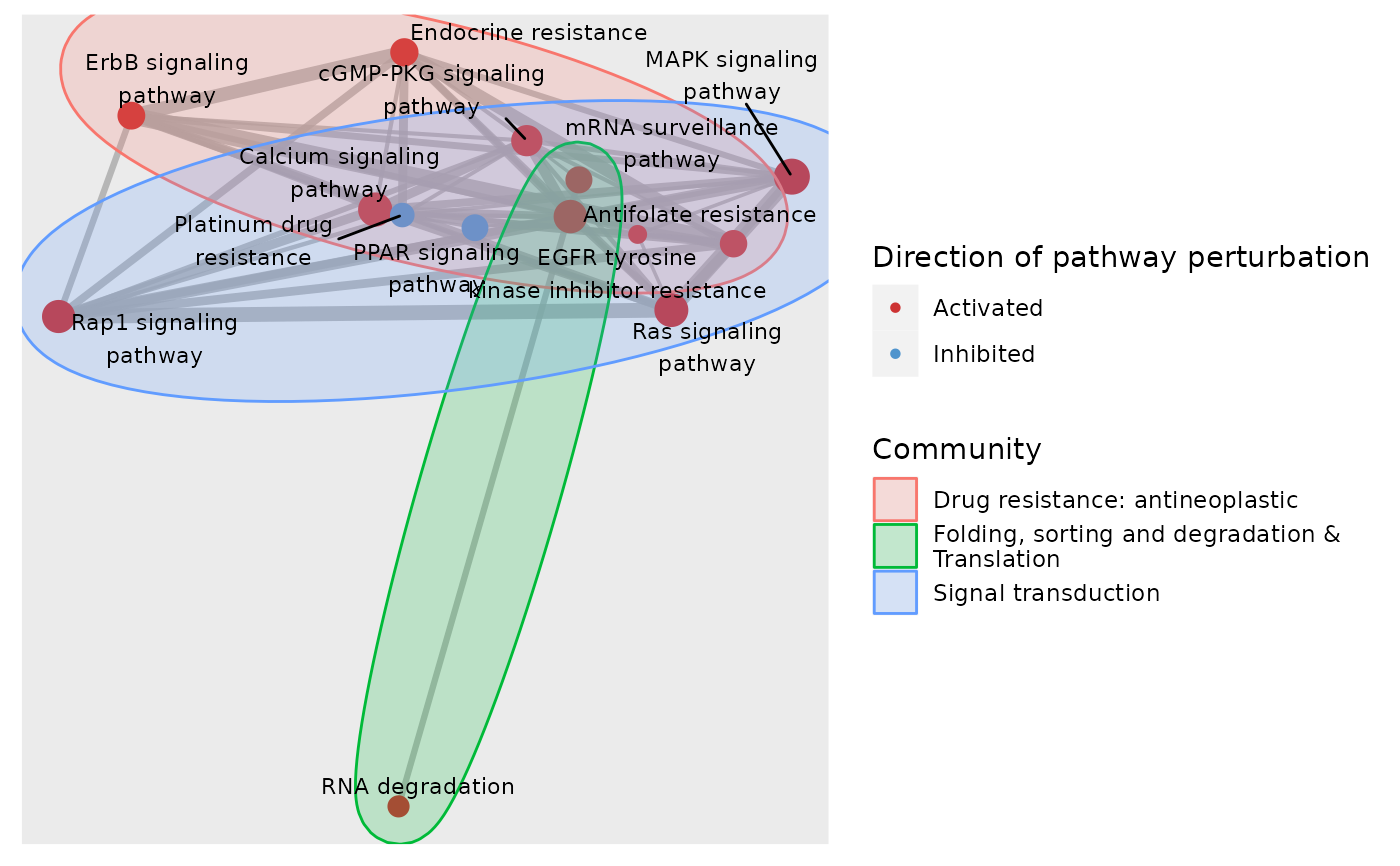 Endocrine resistance
ErbB signaling
pathway
cGMP-PKG signaling
pathway
MAPK signaling
pathway
mRNA surveillance
pathway
Calcium signaling
pathway
Platinum drug
resistance
Antifolate resistance
PPAR signaling
pathway
EGFR tyrosine
kinase inhibitor resistance
Rap1 signaling
pathway
Ras signaling
pathway
RNA degradation
Direction of pathway perturbation
Activated
Inhibited
Community
Drug resistance: antineoplastic
Folding, sorting and degradation &
Translation
Signal transduction